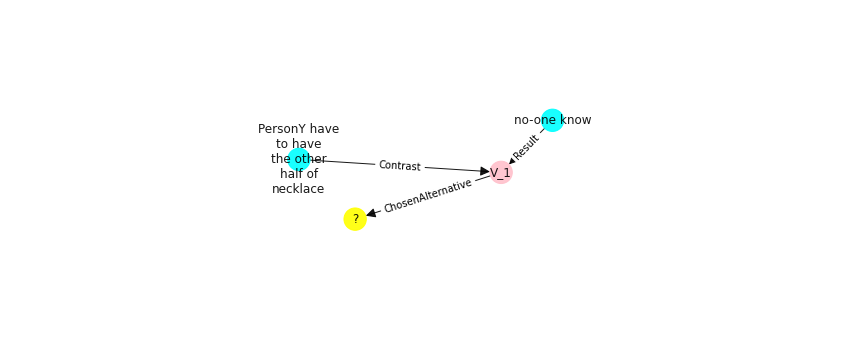 no-one know
PersonY have
to have
the other
half of
necklace
Result
Contrast
V_1
ChosenAlternative
?